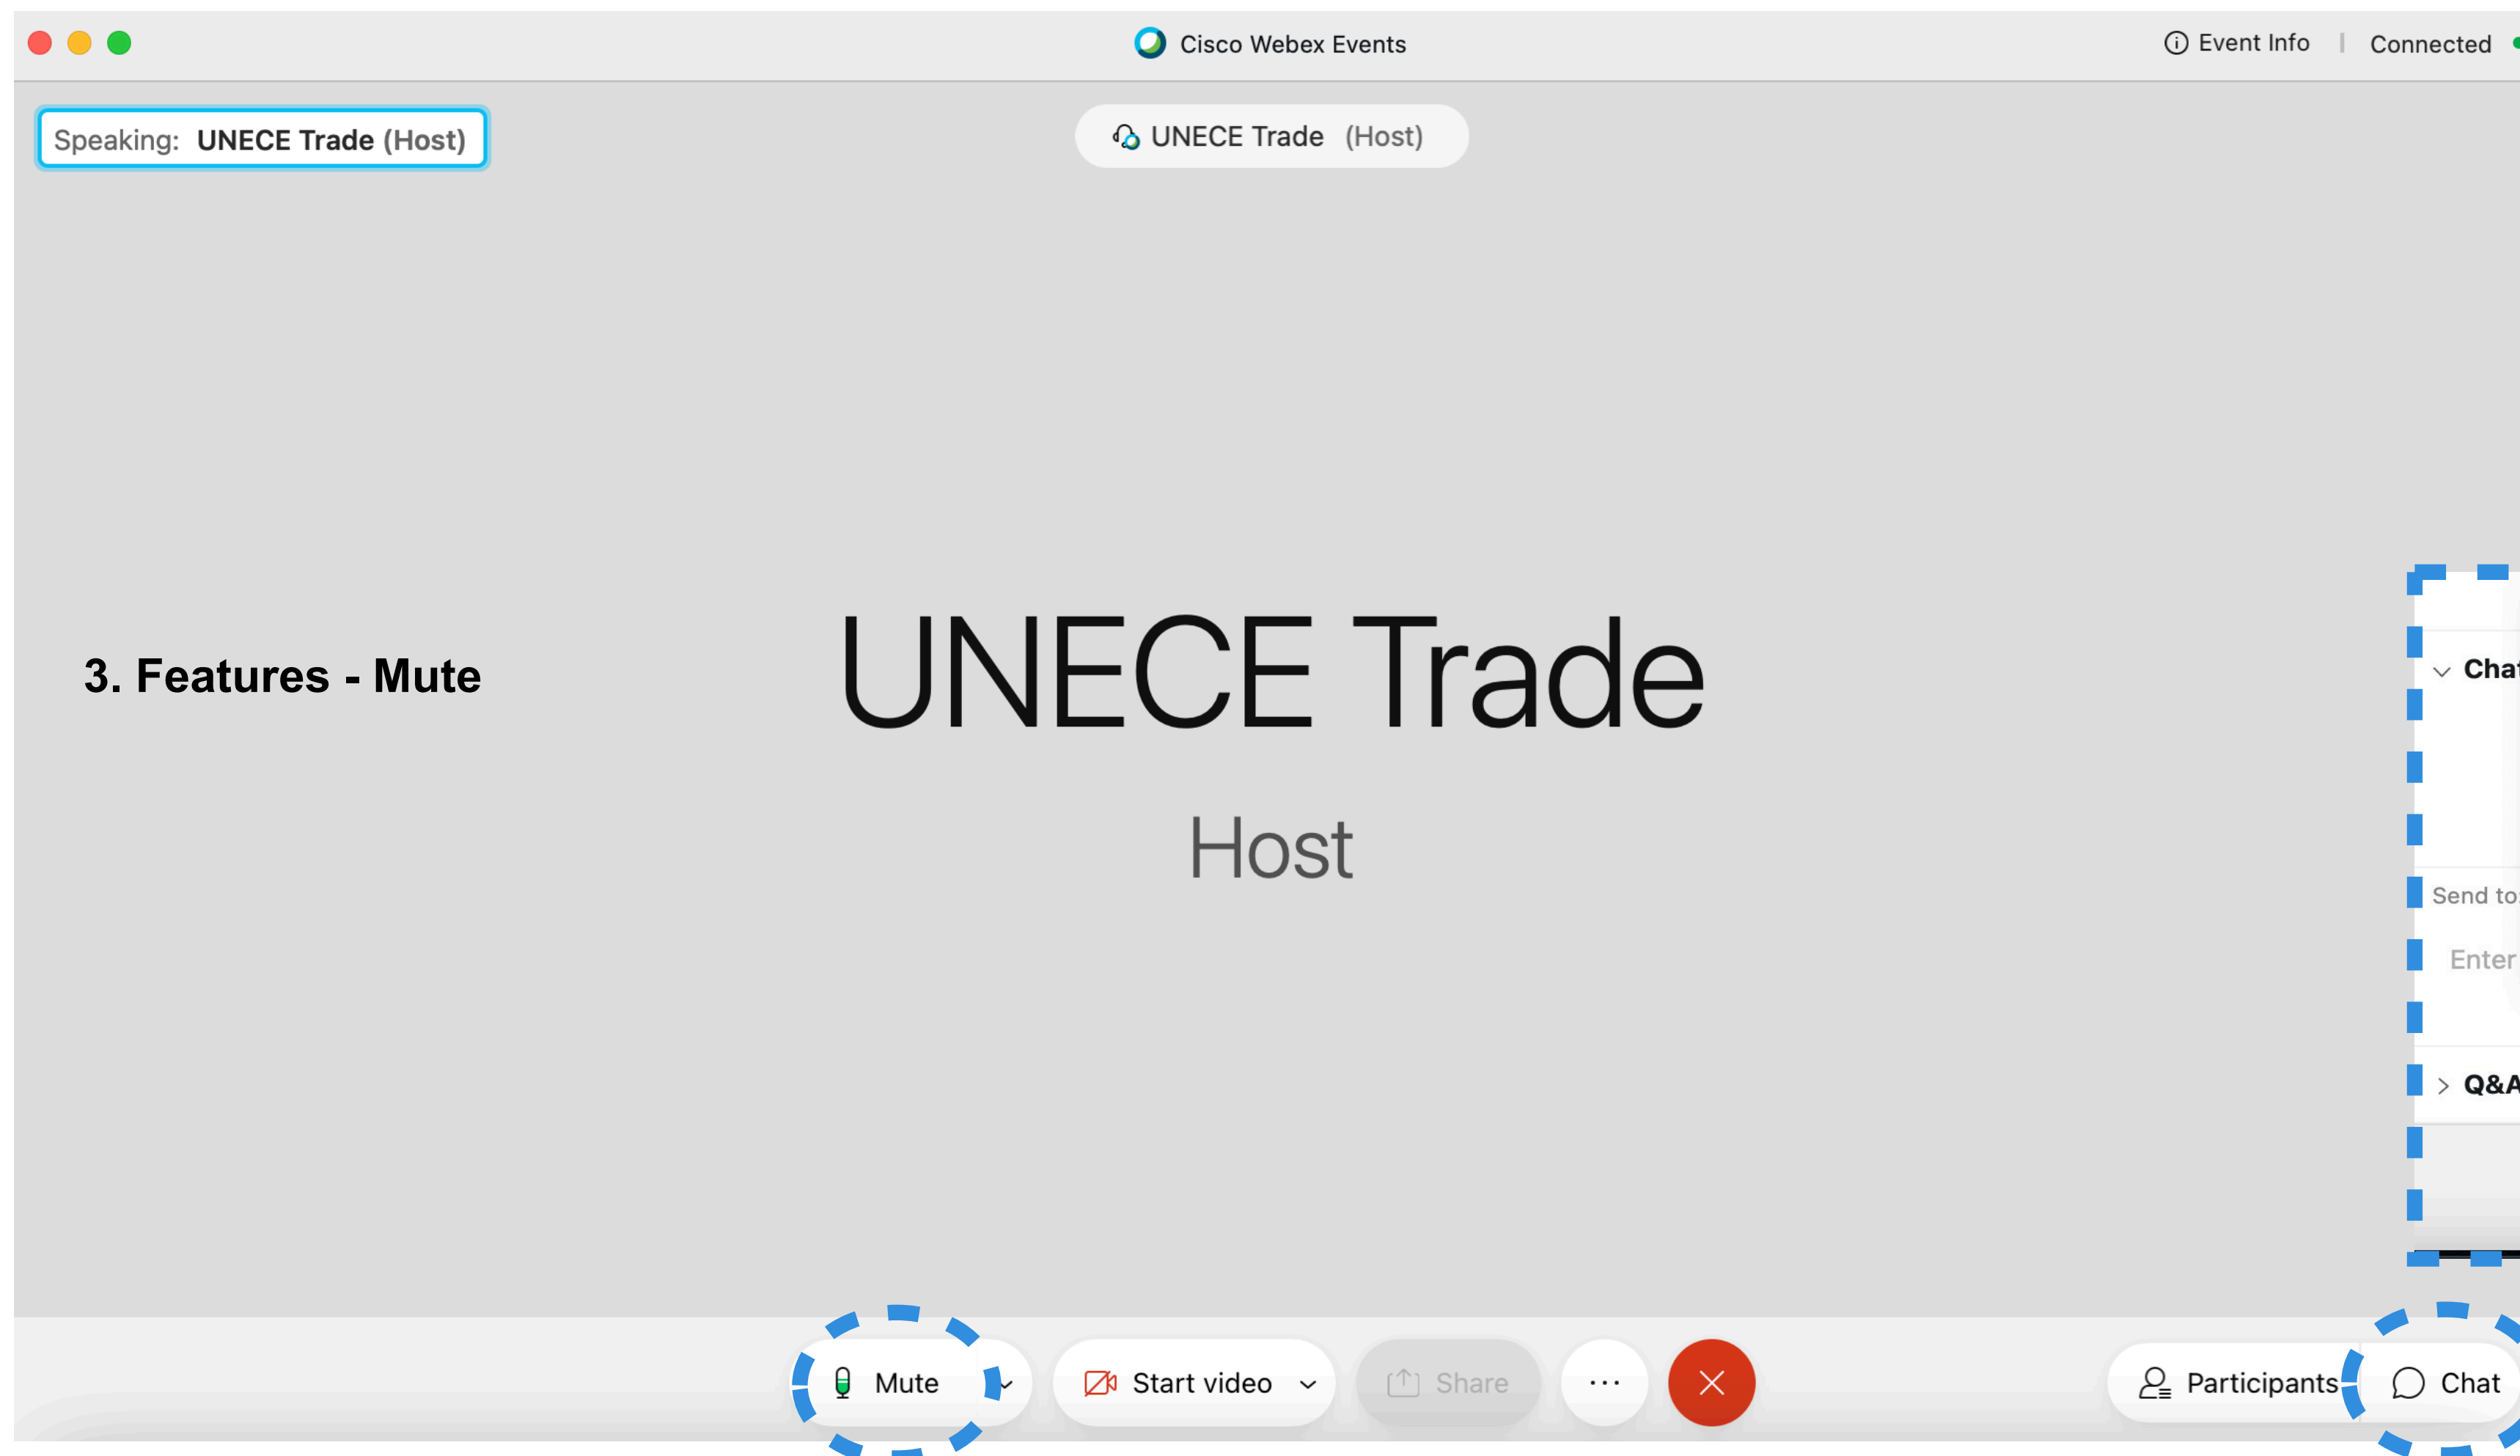 Cisco Webex Events
Event Info
Connected
Speaking: UNECE Trade (Host)
UNECE Trade (Host)
3. Features - Mute
UNECE Trade
Host
Chat
Send to:
Enter
Q&A
Mute
Start video
Share
Participants
Chat